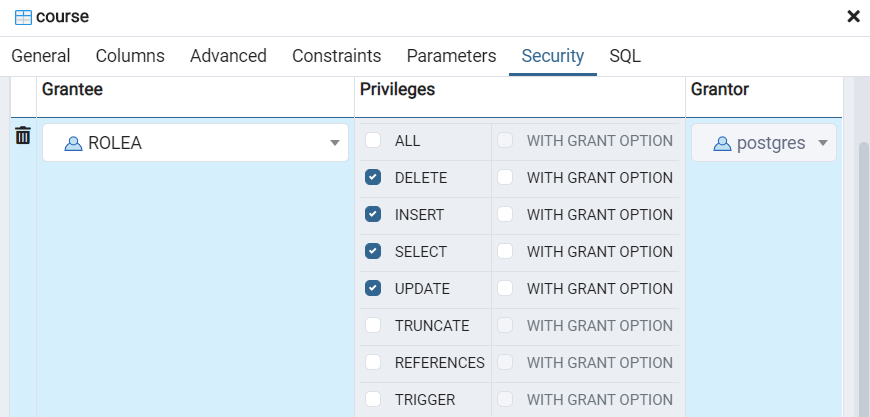 course
General Columns Advanced Constraints Parameters Security SQL
Grantee Privileges Grantor
ROLEA ALL WITH GRANT OPTION postgres
DELETE WITH GRANT OPTION
INSERT WITH GRANT OPTION
SELECT WITH GRANT OPTION
UPDATE WITH GRANT OPTION
TRUNCATE WITH GRANT OPTION
REFERENCES WITH GRANT OPTION
TRIGGER WITH GRANT OPTION